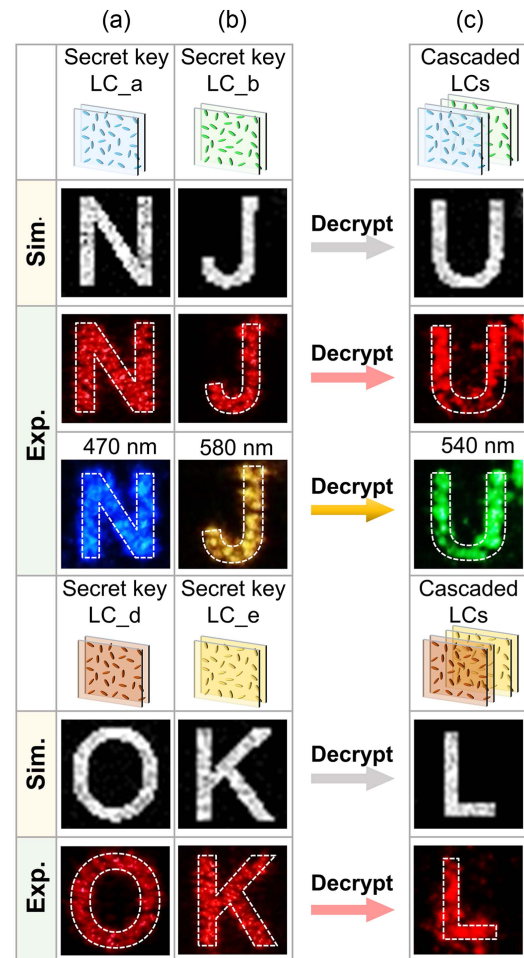 (a) (b) (c)
Secret key LC_a
Secret key LC_b
Cascaded LCs
Sim.
N J Decrypt U
Exp.
N J Decrypt U
470 nm 580 nm 540 nm
N J Decrypt U
Secret key LC_d
Secret key LC_e
Cascaded LCs
Sim.
O K Decrypt L
Exp.
O K Decrypt L